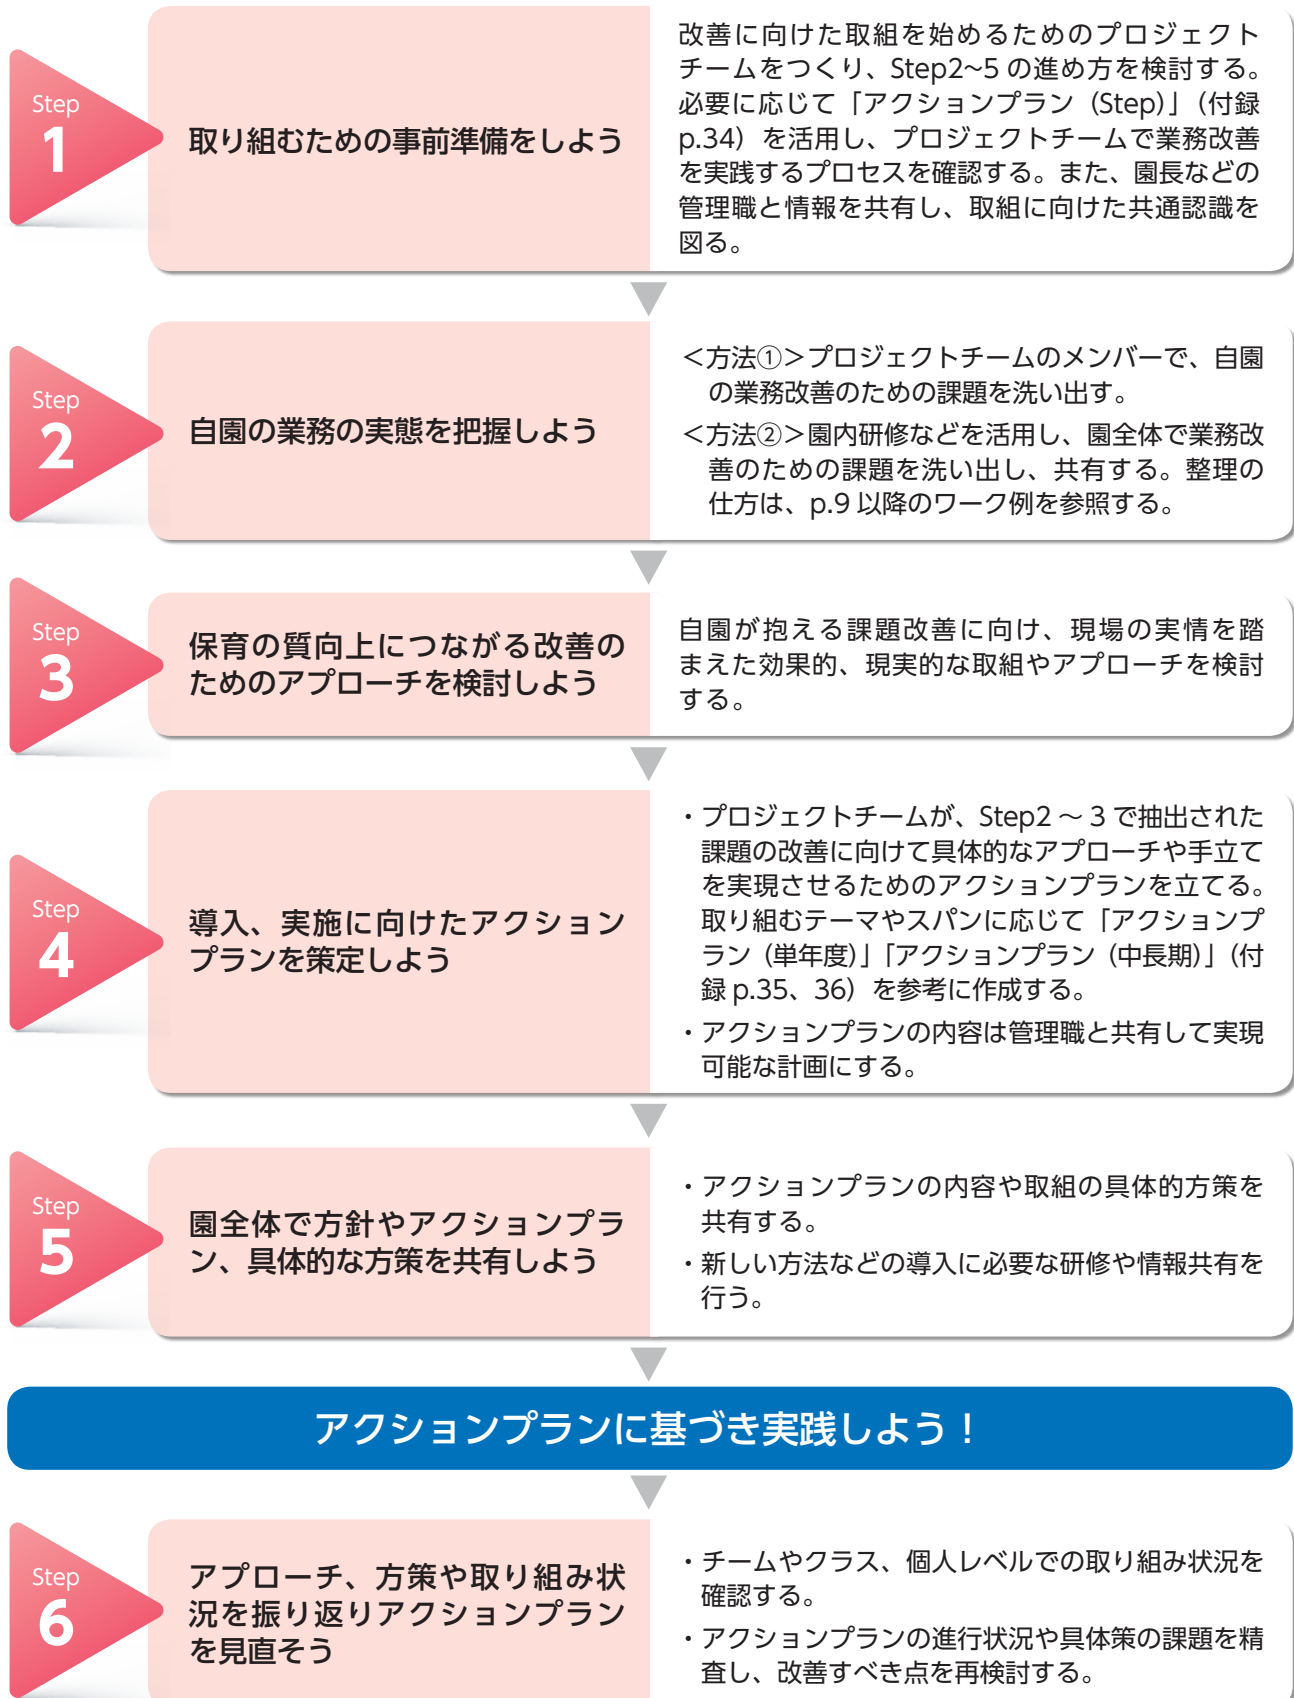 Step
1
取り組むための事前準備をしよう
改善に向けた取組を始めるためのプロジェクト
チームをつくり、Step2~5 の進め方を検討する。
必要に応じて「アクションプラン（Step）」（付録
p.34）を活用し、プロジェクトチームで業務改善
を実践するプロセスを確認する。また、園長などの
管理職と情報を共有し、取組に向けた共通認識を
図る。
Step
2
自園の業務の実態を把握しよう
＜方法①＞プロジェクトチームのメンバーで、自園
の業務改善のための課題を洗い出す。
＜方法②＞園内研修などを活用し、園全体で業務改
善のための課題を洗い出し、共有する。整理の
仕方は、p.9 以降のワーク例を参照する。
Step
3
保育の質向上につながる改善の
ためのアプローチを検討しよう
自園が抱える課題改善に向け、現場の実情を踏
まえた効果的、現実的な取組やアプローチを検討
する。
Step
4
導入、実施に向けたアクション
プランを策定しよう
・プロジェクトチームが、Step2 ～ 3 で抽出された
課題の改善に向けて具体的なアプローチや手立て
を実現させるためのアクションプランを立てる。
取り組むテーマやスパンに応じて「アクションプ
ラン（単年度）」「アクションプラン（中長期）」（付
録 p.35、36）を参考に作成する。
・アクションプランの内容は管理職と共有して実現
可能な計画にする。
Step
5
園全体で方針やアクションプラ
ン、具体的な方策を共有しよう
・アクションプランの内容や取組の具体的方策を
共有する。
・新しい方法などの導入に必要な研修や情報共有を
行う。
アクションプランに基づき実践しよう！
Step
6
アプローチ、方策や取り組み状
況を振り返りアクションプラン
を見直そう
・チームやクラス、個人レベルでの取り組み状況を
確認する。
・アクションプランの進行状況や具体策の課題を精
査し、改善すべき点を再検討する。